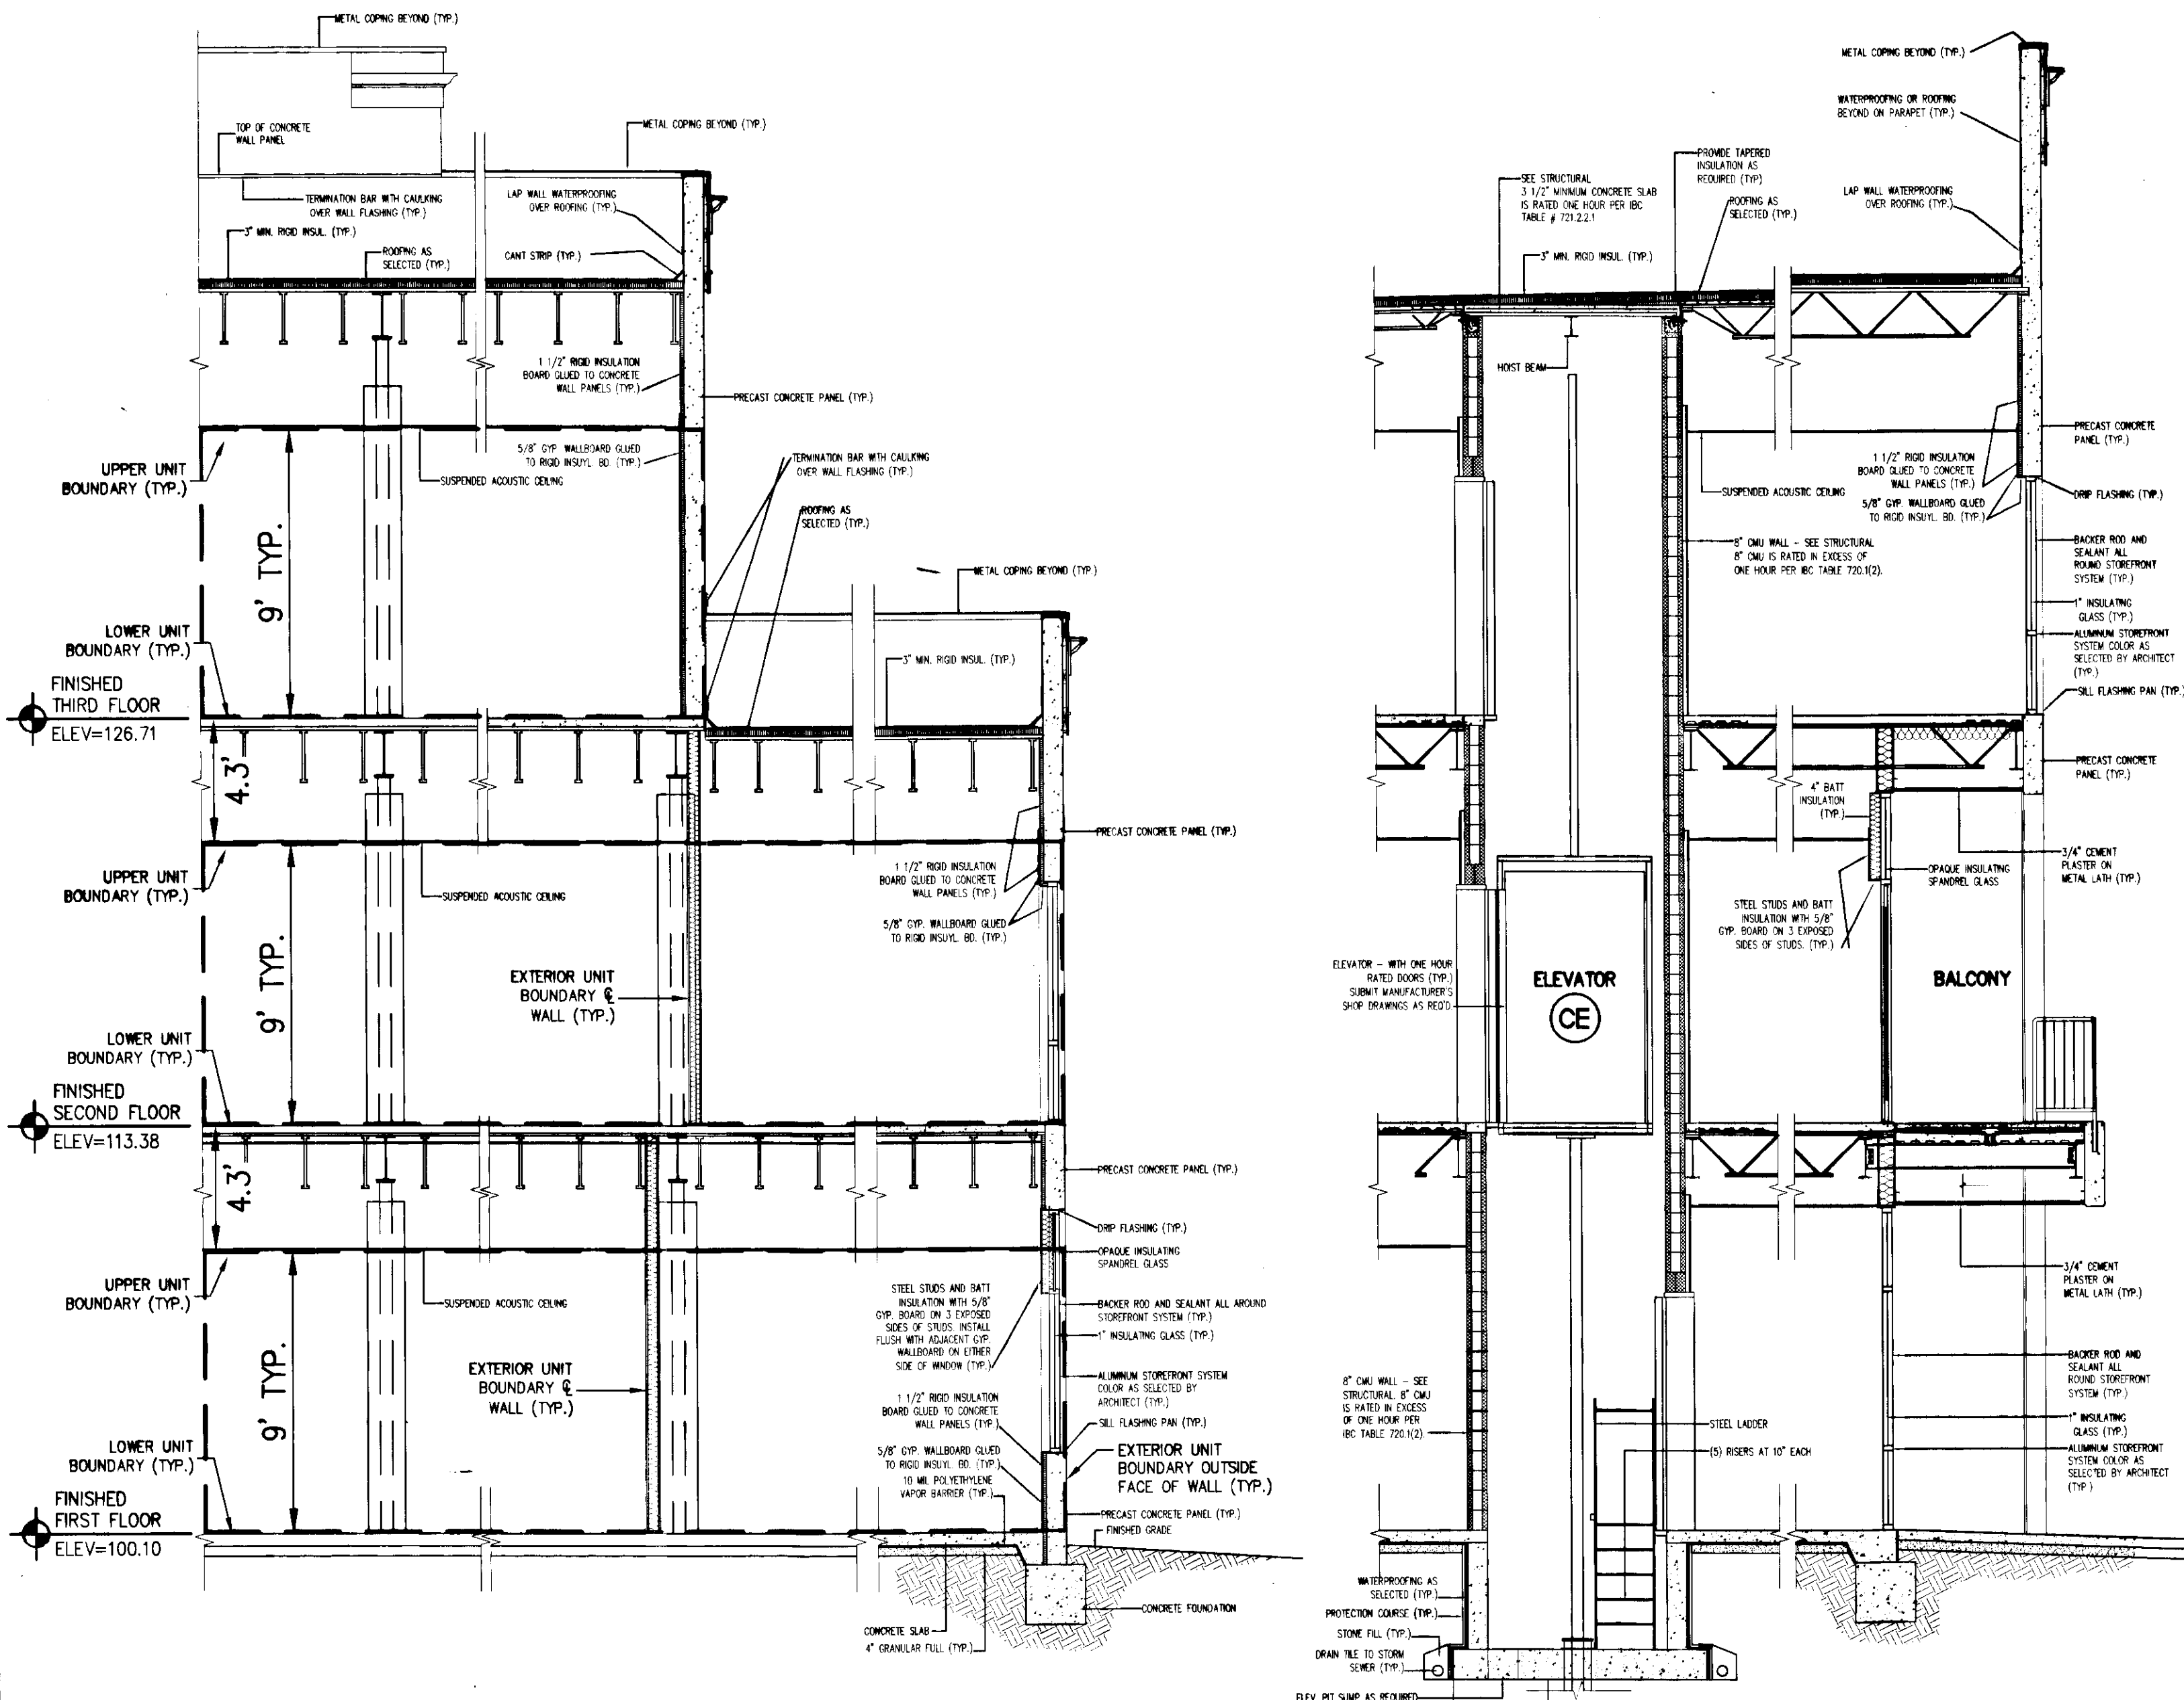 METAL COPING BEYOND (TYP.)
TOP OF CONCRETE
WALL PANEL
METAL COPING BEYOND (TYP.)
TERMINATION BAR WITH CAULKING
OVER WALL FLASHING (TYP.)
LAP WALL WATERPROOFING
OVER ROOFING (TYP.)
3" MIN. RIGID INSUL. (TYP.)
ROOFING AS
SELECTED (TYP.)
CANT STRIP (TYP.)
1 1/2" RIGID INSULATION
BOARD GLUED TO CONCRETE
WALL PANELS (TYP.)
PRECAST CONCRETE PANEL (TYP.)
UPPER UNIT
BOUNDARY (TYP.)
5/8" GYP. WALLBOARD GLUED
TO RIGID INSUYL. BD. (TYP.)
SUSPENDED ACOUSTIC CEILING
TERMINATION BAR WITH CAULKING
OVER WALL FLASHING (TYP.)
ROOFING AS
SELECTED (TYP.)
9' TYP.
METAL COPING BEYOND (TYP.)
LOWER UNIT
BOUNDARY (TYP.)
3" MIN. RIGID INSUL. (TYP.)
FINISHED
THIRD FLOOR
ELEV=126.71
4.3'
PRECAST CONCRETE PANEL (TYP.)
UPPER UNIT
BOUNDARY (TYP.)
SUSPENDED ACOUSTIC CEILING
1 1/2" RIGID INSULATION
BOARD GLUED TO CONCRETE
WALL PANELS (TYP.)
5/8" GYP. WALLBOARD GLUED
TO RIGID INSUYL. BD. (TYP.)
9' TYP.
EXTERIOR UNIT
BOUNDARY ℄
WALL (TYP.)
LOWER UNIT
BOUNDARY (TYP.)
FINISHED
SECOND FLOOR
ELEV=113.38
4.3'
PRECAST CONCRETE PANEL (TYP.)
DRIP FLASHING (TYP.)
OPAQUE INSULATING
SPANDREL GLASS
UPPER UNIT
BOUNDARY (TYP.)
SUSPENDED ACOUSTIC CEILING
STEEL STUDS AND BATT
INSULATION WITH 5/8"
GYP. BOARD ON 3 EXPOSED
SIDES OF STUDS. INSTALL
FLUSH WITH ADJACENT GYP.
WALLBOARD ON EITHER
SIDE OF WINDOW (TYP.)
BACKER ROD AND SEALANT ALL AROUND
STOREFRONT SYSTEM (TYP.)
1" INSULATING GLASS (TYP.)
ALUMINUM STOREFRONT SYSTEM
COLOR AS SELECTED BY
ARCHITECT (TYP.)
9' TYP.
EXTERIOR UNIT
BOUNDARY ℄
WALL (TYP.)
1 1/2" RIGID INSULATION
BOARD GLUED TO CONCRETE
WALL PANELS (TYP.)
SILL FLASHING PAN (TYP.)
LOWER UNIT
BOUNDARY (TYP.)
5/8" GYP. WALLBOARD GLUED
TO RIGID INSUYL. BD. (TYP.)
10 MIL POLYETHYLENE
VAPOR BARRIER (TYP.)
EXTERIOR UNIT
BOUNDARY OUTSIDE
FACE OF WALL (TYP.)
PRECAST CONCRETE PANEL (TYP.)
FINISHED GRADE
FINISHED
FIRST FLOOR
ELEV=100.10
CONCRETE FOUNDATION
CONCRETE SLAB
4" GRANULAR FULL (TYP.)
METAL COPING BEYOND (TYP.)
WATERPROOFING OR ROOFING
BEYOND ON PARAPET (TYP.)
PROVIDE TAPERED
INSULATION AS
REQUIRED (TYP)
SEE STRUCTURAL
3 1/2" MINIMUM CONCRETE SLAB
IS RATED ONE HOUR PER IBC
TABLE # 721.2.2.1
ROOFING AS
SELECTED (TYP.)
LAP WALL WATERPROOFING
OVER ROOFING (TYP.)
3" MIN. RIGID INSUL. (TYP.)
HOIST BEAM
PRECAST CONCRETE
PANEL (TYP.)
1 1/2" RIGID INSULATION
BOARD GLUED TO CONCRETE
WALL PANELS (TYP.)
SUSPENDED ACOUSTIC CEILING
5/8" GYP. WALLBOARD GLUED
TO RIGID INSUYL. BD. (TYP.)
DRIP FLASHING (TYP.)
8" CMU WALL - SEE STRUCTURAL
8" CMU IS RATED IN EXCESS OF
ONE HOUR PER IBC TABLE 720.1(2).
BACKER ROD AND
SEALANT ALL
ROUND STOREFRONT
SYSTEM (TYP.)
1" INSULATING
GLASS (TYP.)
ALUMINUM STOREFRONT
SYSTEM COLOR AS
SELECTED BY ARCHITECT
(TYP.)
SILL FLASHING PAN (TYP.)
PRECAST CONCRETE
PANEL (TYP.)
4" BATT
INSULATION
(TYP.)
3/4" CEMENT
PLASTER ON
METAL LATH (TYP.)
OPAQUE INSULATING
SPANDREL GLASS
STEEL STUDS AND BATT
INSULATION WITH 5/8"
GYP. BOARD ON 3 EXPOSED
SIDES OF STUDS. (TYP.)
ELEVATOR - WITH ONE HOUR
RATED DOORS (TYP.)
SUBMIT MANUFACTURER'S
SHOP DRAWINGS AS REQ'D.
ELEVATOR
CE
BALCONY
3/4" CEMENT
PLASTER ON
METAL LATH (TYP.)
BACKER ROD AND
SEALANT ALL
ROUND STOREFRONT
SYSTEM (TYP.)
8" CMU WALL - SEE
STRUCTURAL. 8" CMU
IS RATED IN EXCESS
OF ONE HOUR PER
IBC TABLE 720.1(2).
STEEL LADDER
(5) RISERS AT 10" EACH
1" INSULATING
GLASS (TYP.)
ALUMINUM STOREFRONT
SYSTEM COLOR AS
SELECTED BY ARCHITECT
(TYP.)
WATERPROOFING AS
SELECTED (TYP.)
PROTECTION COURSE (TYP.)
STONE FILL (TYP.)
DRAIN TILE TO STORM
SEWER (TYP.)
ELEV. PIT SUMP AS REQUIRED